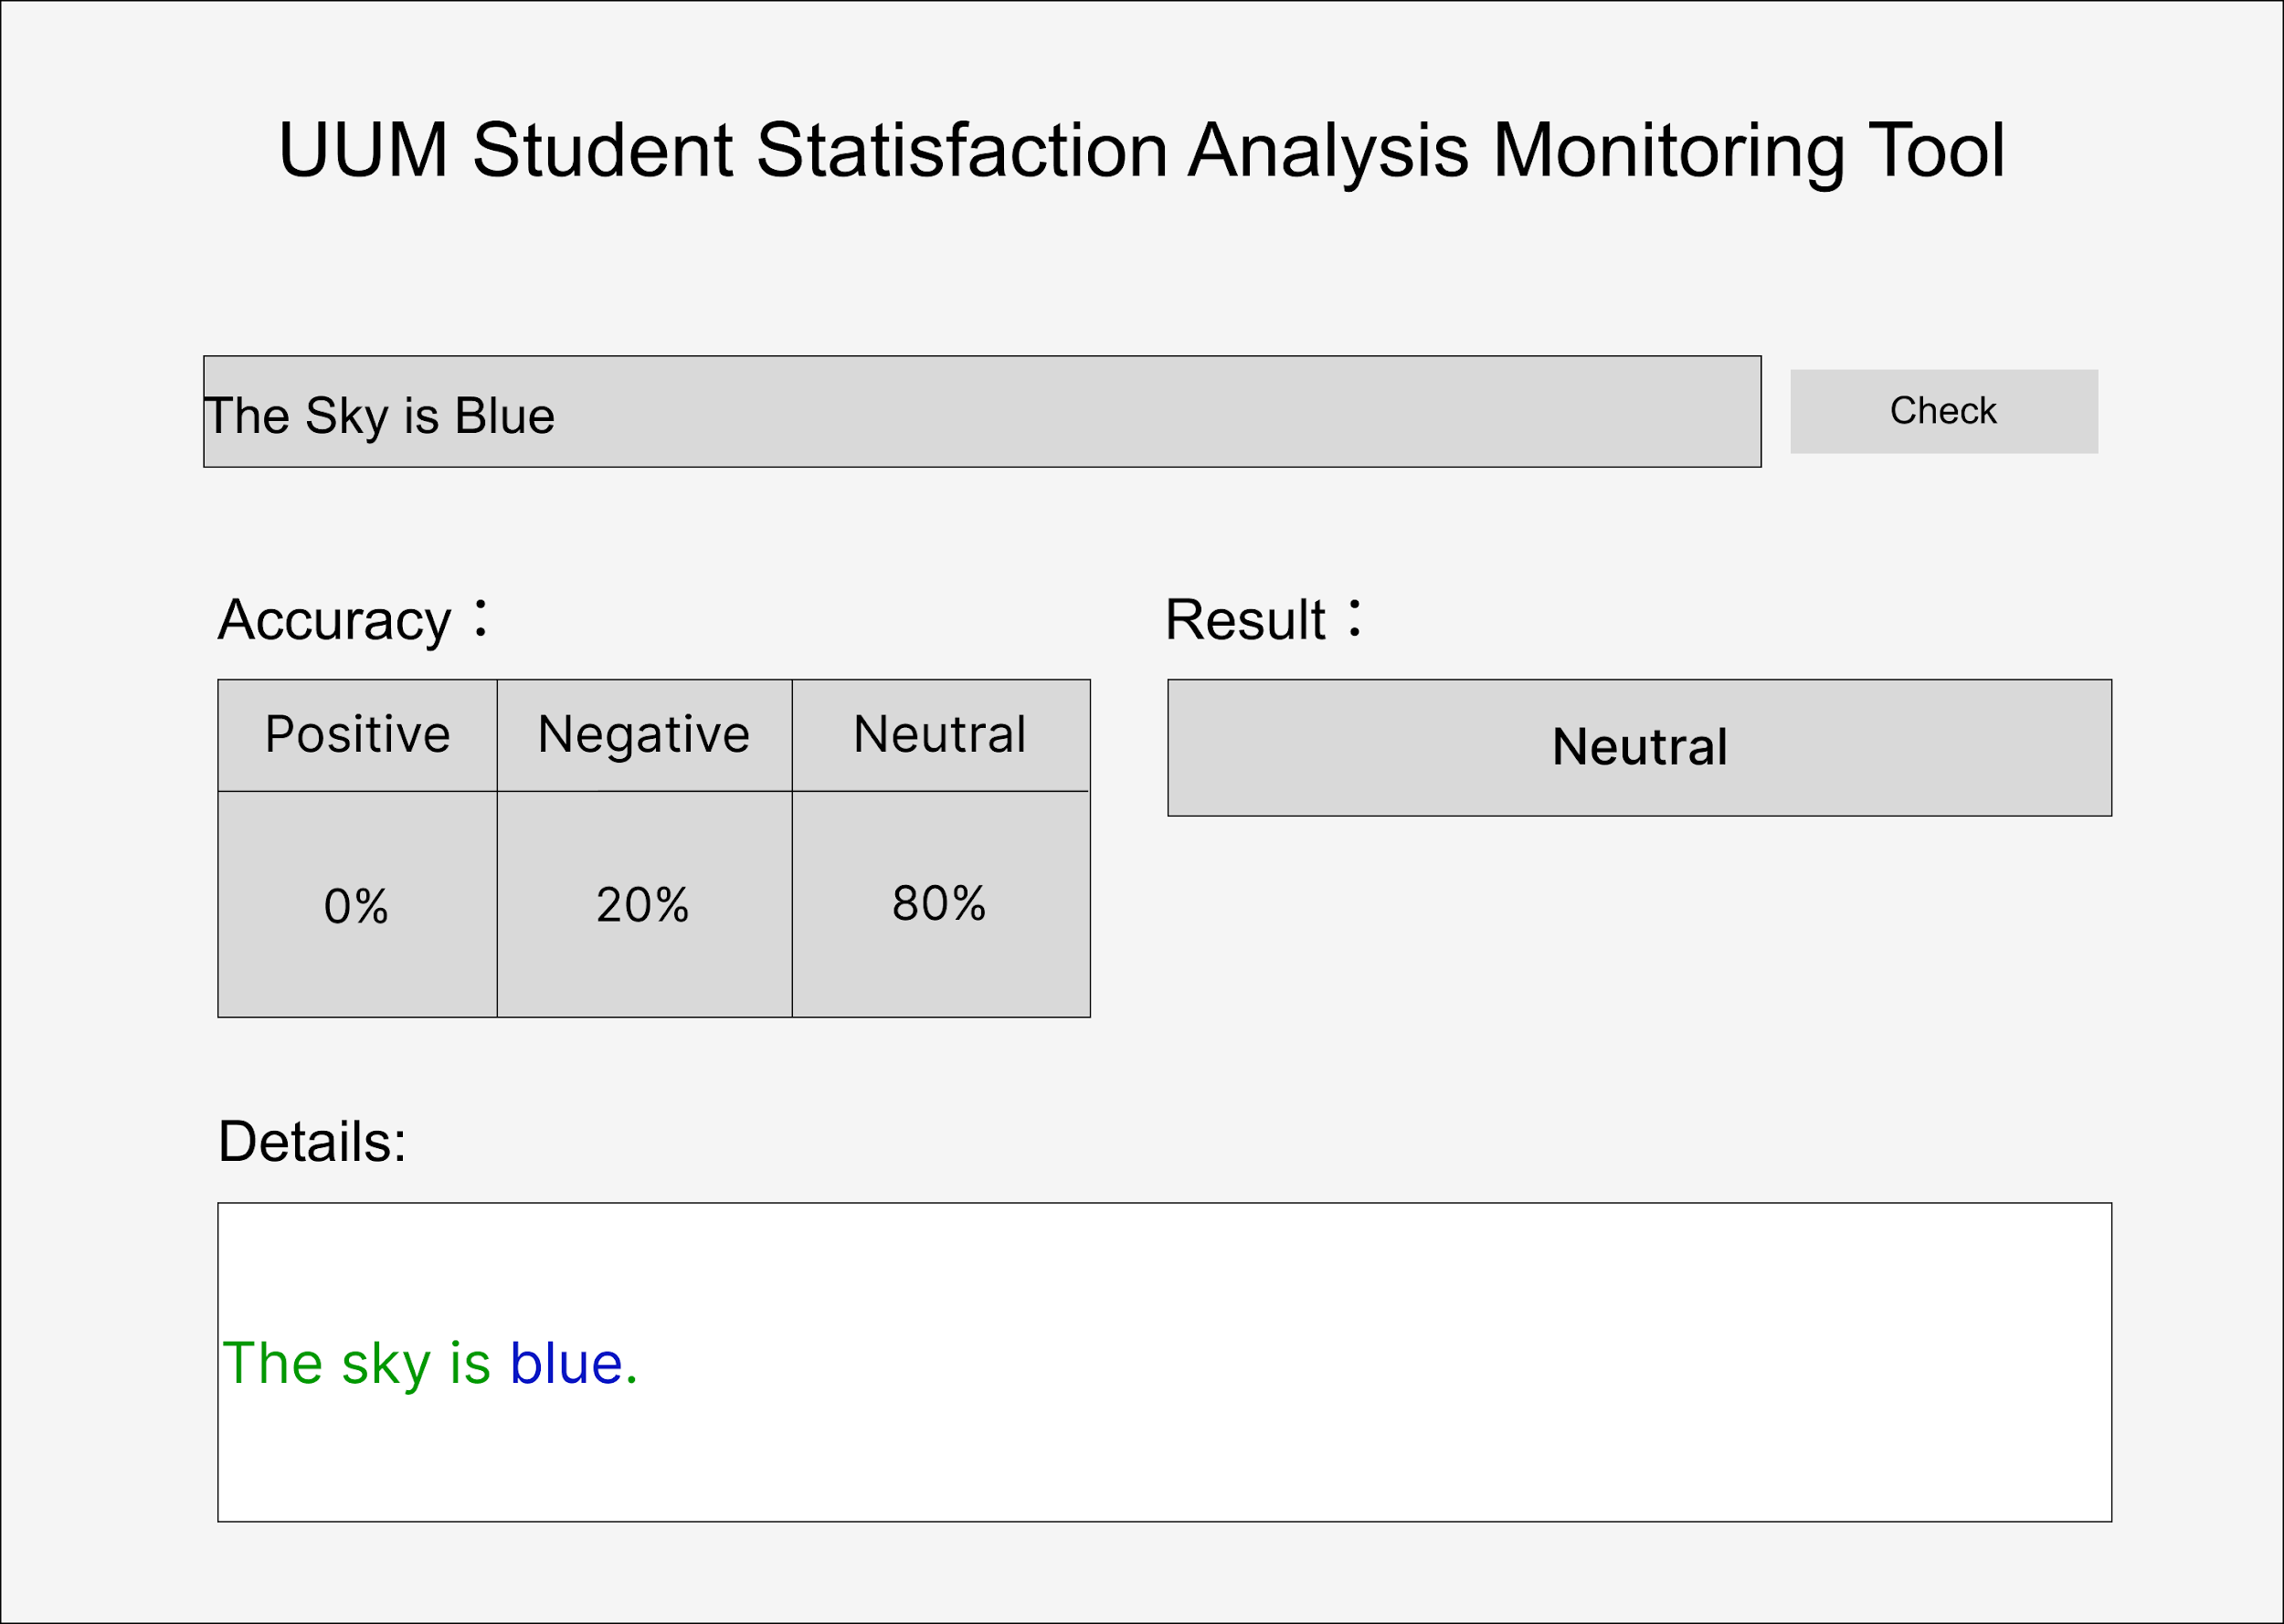 UUM Student Statisfaction Analysis Monitoring Tool
The Sky is Blue
Check
Accuracy：
Result：
Positive Negative Neutral
Neutral
0% 20% 80%
Details:
The sky is blue.